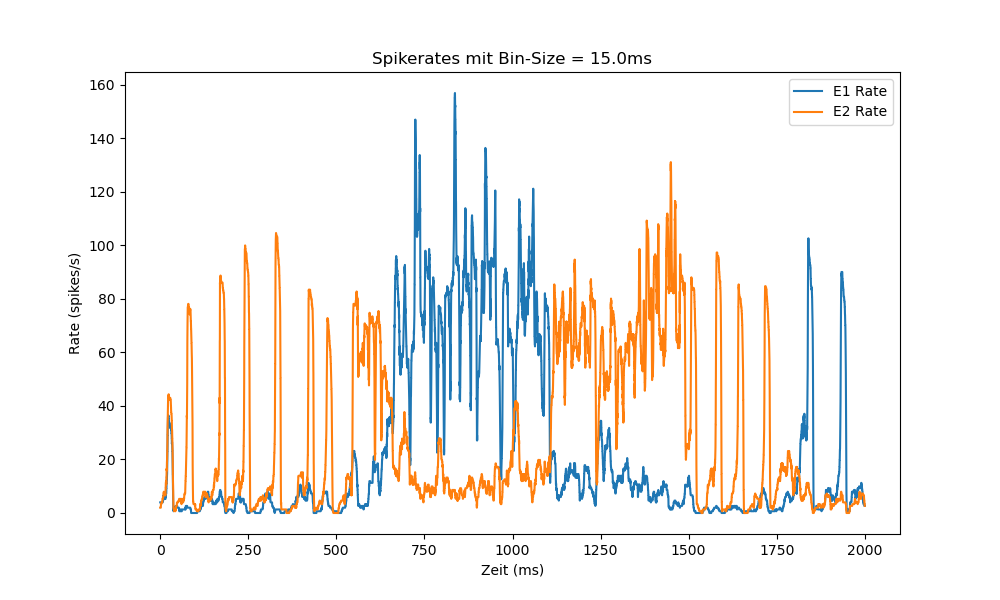 Spikerates mit Bin-Size = 15.0ms
E1 Rate
E2 Rate
160
140
120
100
80
60
40
20
0
Rate (spikes/s)
0 250 500 750 1000 1250 1500 1750 2000
Zeit (ms)